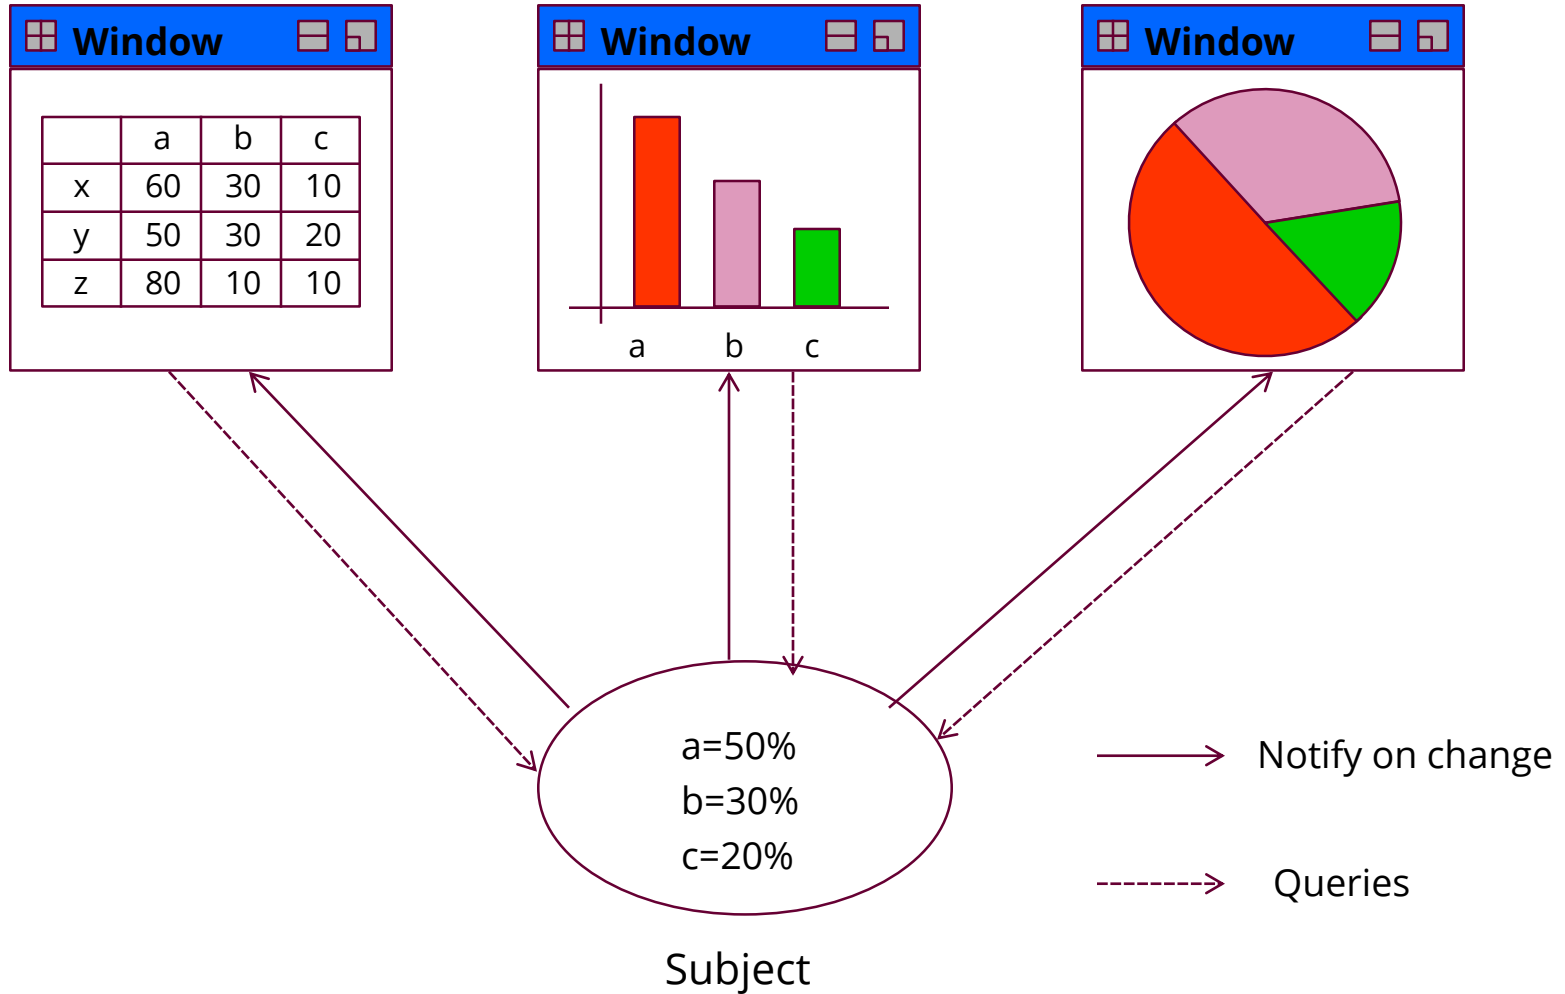 Window
a b c
x 60 30 10
y 50 30 20
z 80 10 10
Window
a b c
Window
a=50%
b=30%
c=20%
Subject
Notify on change
Queries